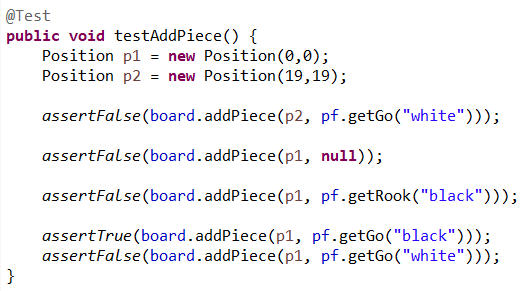 @Test
public void testAddPiece() {
    Position p1 = new Position(0,0);
    Position p2 = new Position(19,19);

    assertFalse(board.addPiece(p2, pf.getGo("white")));

    assertFalse(board.addPiece(p1, null));

    assertFalse(board.addPiece(p1, pf.getRook("black")));

    assertTrue(board.addPiece(p1, pf.getGo("black")));
    assertFalse(board.addPiece(p1, pf.getGo("white")));
}